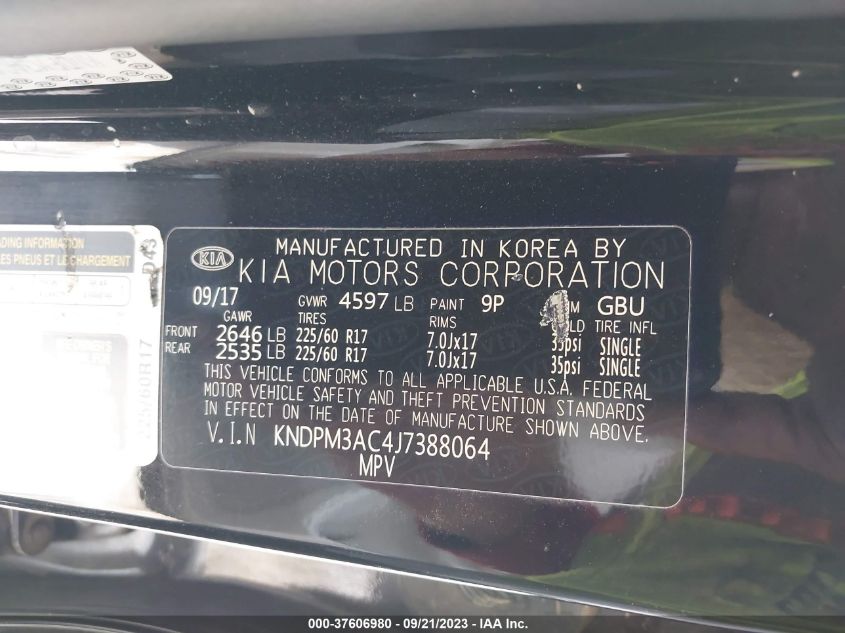 DING INFORMATION
LES PNEUS ET LE CHARGEMENT
D4S
225/60R17
KIA
MANUFACTURED IN KOREA BY
KIA MOTORS CORPORATION
09/17 GVWR 4597 LB PAINT 9P GBU
GAWR TIRES RIMS TIRE INFL
FRONT 2646 LB 225/60 R17 7.0Jx17 35psi SINGLE
REAR 2535 LB 225/60 R17 7.0Jx17 35psi SINGLE
THIS VEHICLE CONFORMS TO ALL APPLICABLE U.S.A. FEDERAL
MOTOR VEHICLE SAFETY AND THEFT PREVENTION STANDARDS
IN EFFECT ON THE DATE OF MANUFACTURE SHOWN ABOVE.
V.I.N KNDPM3AC4J7388064
MPV
000-37606980 - 09/21/2023 - IAA Inc.